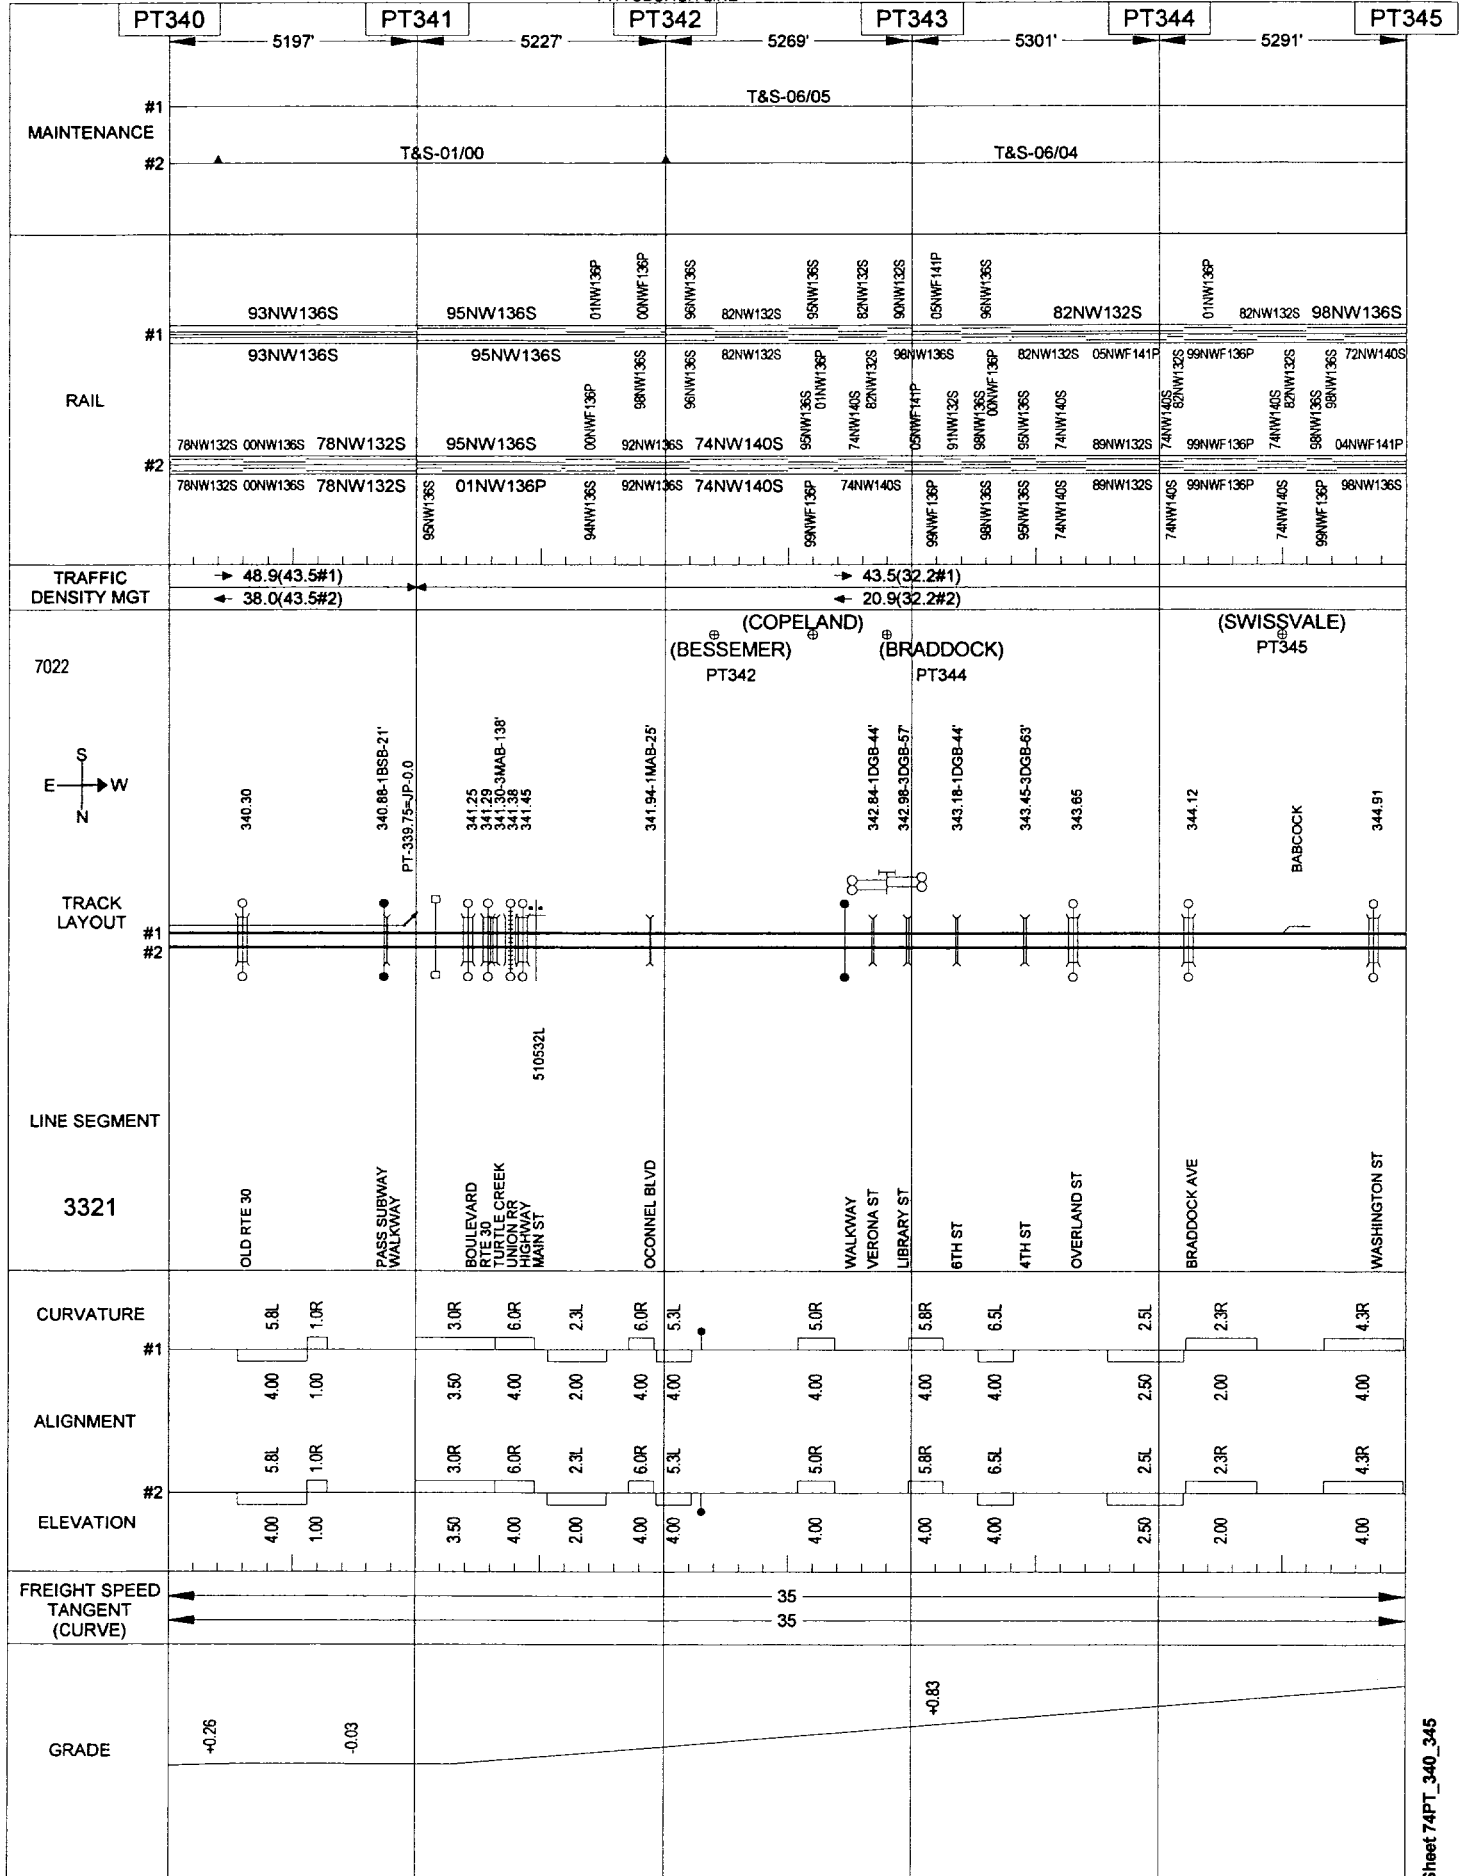 PT340 PT341 PT342 PT343 PT344 PT345
5197' 5227' 5269' 5301' 5291'
MAINTENANCE
#1
T&S-06/05
#2
T&S-01/00 T&S-06/04
RAIL
93NW136S 95NW136S 01NW136P 00NWF136P 96NW136S 82NW132S 95NW136S 82NW132S 90NW132S 05NWF141P 96NW136S 82NW132S 01NW136P 82NW132S 98NW136S
#1
93NW136S 95NW136S 98NW136S 96NW136S 82NW132S 01NW136P 82NW132S 98NW136S 00NWF136P 82NW132S 05NWF141P 82NW132S 99NWF136P 82NW132S 98NW136S 72NW140S
78NW132S 00NW136S 78NW132S 95NW136S 00NWF136P 92NW136S 74NW140S 95NW136S 74NW140S 05NWF141P 91NW132S 98NW136S 95NW136S 74NW140S 89NW132S 74NW140S 99NWF136P 74NW140S 98NW136S 04NWF141P
#2
78NW132S 00NW136S 78NW132S 95NW136S 01NW136P 94NW136S 92NW136S 74NW140S 99NWF136P 74NW140S 99NWF136P 98NW136S 95NW136S 74NW140S 89NW132S 74NW140S 99NWF136P 74NW140S 99NWF136P 98NW136S
TRAFFIC
DENSITY MGT
48.9(43.5#1) 43.5(32.2#1)
38.0(43.5#2) 20.9(32.2#2)
(COPELAND) (SWISSVALE)
(BESSEMER) (BRADDOCK) PT345
7022
PT342 PT344
S
E W
N
340.30
340.88-1BSB-21'
PT-339.75=JP-0.0
341.25
341.29
341.30-3MAB-138'
341.38
341.45
341.94-1MAB-25'
342.84-1DGB-44'
342.98-3DGB-57'
343.18-1DGB-44'
343.45-3DGB-63'
343.65
344.12
BABCOCK
344.91
TRACK
LAYOUT
#1
#2
510532L
LINE SEGMENT
3321
OLD RTE 30
PASS SUBWAY
WALKWAY
BOULEVARD
RTE 30
TURTLE CREEK
UNION RR
HIGHWAY
MAIN ST
OCONNEL BLVD
WALKWAY
VERONA ST
LIBRARY ST
6TH ST
4TH ST
OVERLAND ST
BRADDOCK AVE
WASHINGTON ST
CURVATURE
5.8L 1.0R 3.0R 6.0R 2.3L 6.0R 5.3L 5.0R 5.8R 6.5L 2.5L 2.3R 4.3R
#1
4.00 1.00 3.50 4.00 2.00 4.00 4.00 4.00 4.00 4.00 2.50 2.00 4.00
ALIGNMENT
5.8L 1.0R 3.0R 6.0R 2.3L 6.0R 5.3L 5.0R 5.8R 6.5L 2.5L 2.3R 4.3R
#2
ELEVATION
4.00 1.00 3.50 4.00 2.00 4.00 4.00 4.00 4.00 4.00 2.50 2.00 4.00
FREIGHT SPEED
TANGENT
(CURVE)
35
35
GRADE
+0.26 -0.03 +0.83
Sheet 74PT_340_345